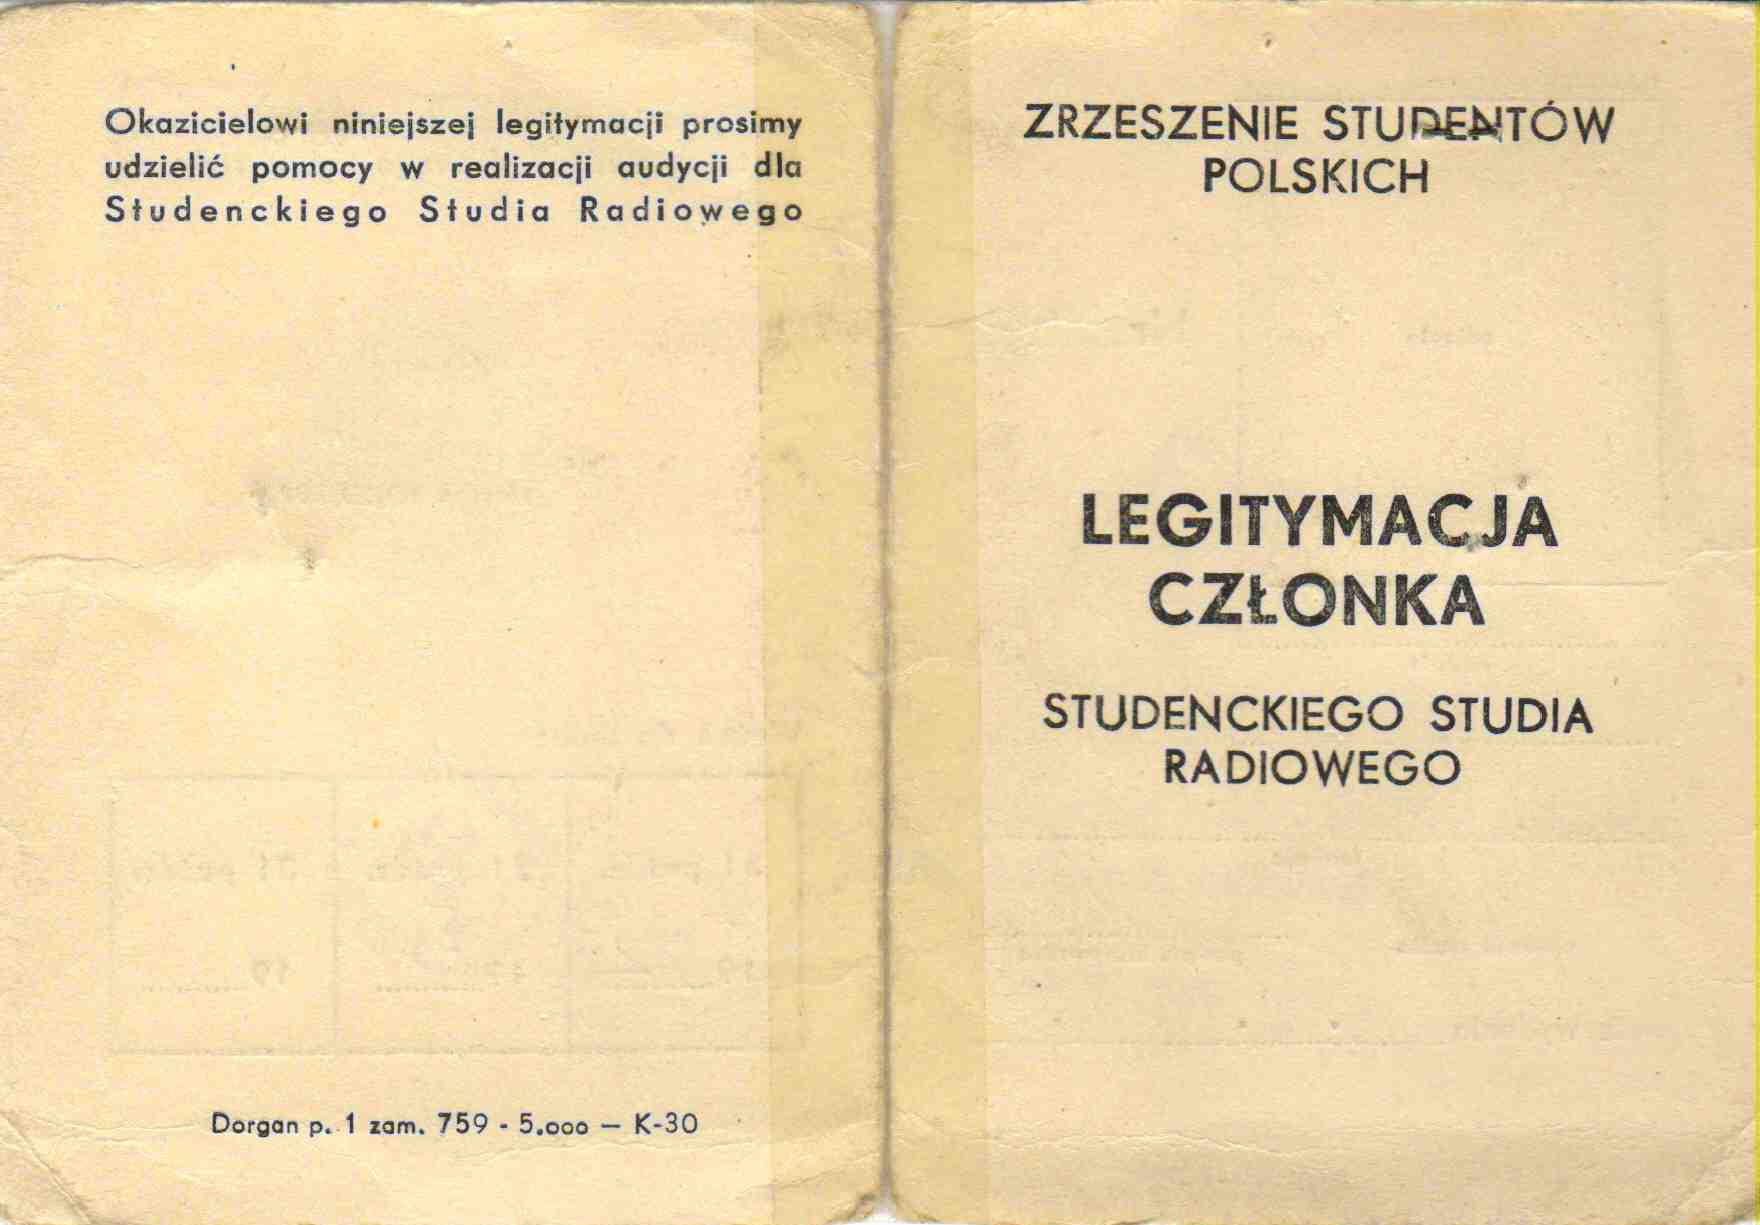 Okazicielowi niniejszej legitymacji prosimy
udzielić pomocy w realizacji audycji dla
Studenckiego Studia Radiowego
Dorgan p. 1 zam. 759 - 5.000 — K-30
ZRZESZENIE STUDENTÓW
POLSKICH
LEGITYMACJA
CZŁONKA
STUDENCKIEGO STUDIA
RADIOWEGO